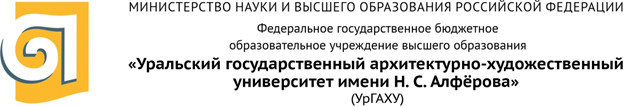 МИНИСТЕРСТВО НАУКИ И ВЫСШЕГО ОБРАЗОВАНИЯ РОССИЙСКОЙ ФЕДЕРАЦИИ
Федеральное государственное бюджетное
образовательное учреждение высшего образования
«Уральский государственный архитектурно-художественный
университет имени Н. С. Алфёрова»
(УрГАХУ)